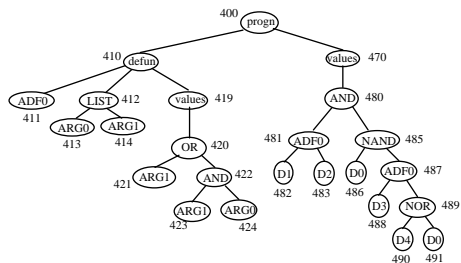 400 progn
410 defun values 470
ADF0 LIST 412 values 419 AND 480
411 ARG0 ARG1 481 ADF0 NAND 485
413 414 OR 420
D1 D2 D0 ADF0 487
421 ARG1 AND 422 482 483 486
ARG1 ARG0 D3 NOR 489
423 424 488
D4 D0
490 491